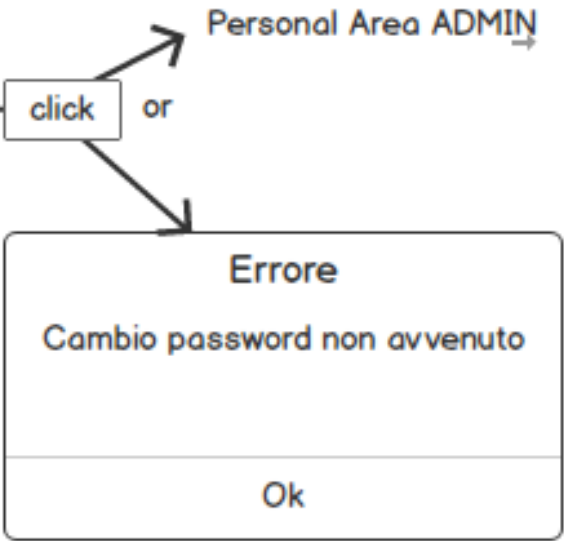 Personal Area ADMIN
click or
Errore
Cambio password non avvenuto
Ok